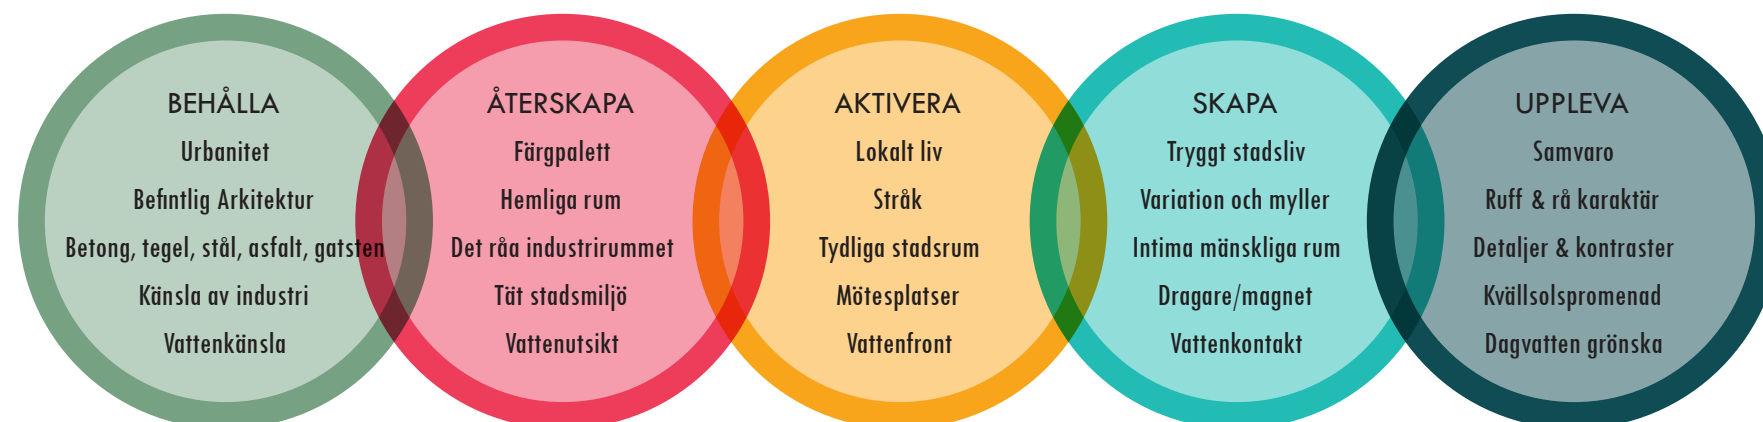 BEHÅLLA
Urbanitet
Befintlig Arkitektur
Betong, tegel, stål, asfalt, gatsten
Känsla av industri
Vattenkänsla
ÅTERSKAPA
Färgpalett
Hemliga rum
Det råa industrirummet
Tät stadsmiljö
Vattenutsikt
AKTIVERA
Lokalt liv
Stråk
Tydliga stadsrum
Mötesplatser
Vattenfront
SKAPA
Tryggt stadsliv
Variation och myller
Intima mänskliga rum
Dragare/magnet
Vattenkontakt
UPPLEVA
Samvaro
Ruff & rå karaktär
Detaljer & kontraster
Kvällsolspromenad
Dagvatten grönska